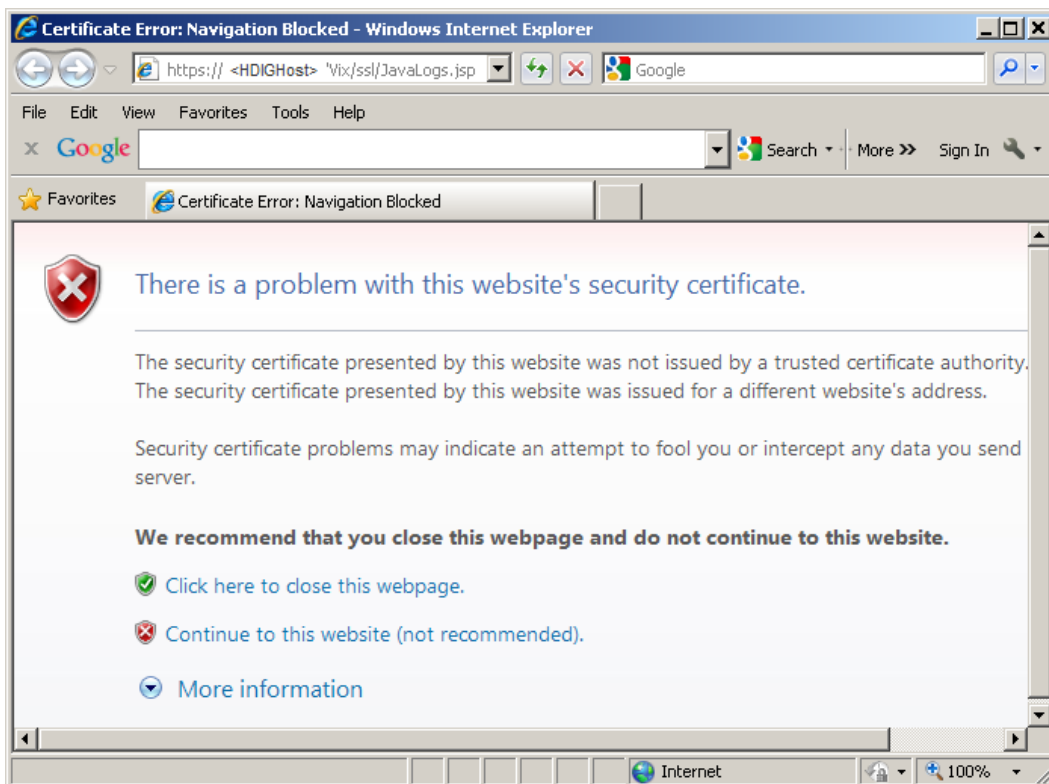 Certificate Error: Navigation Blocked - Windows Internet Explorer
https:// <HDIGHost> 'Vix/ssl/JavaLogs.jsp
Google
File Edit View Favorites Tools Help
x Google Search More >> Sign In
Favorites Certificate Error: Navigation Blocked
There is a problem with this website's security certificate.
The security certificate presented by this website was not issued by a trusted certificate authority.
The security certificate presented by this website was issued for a different website's address.
Security certificate problems may indicate an attempt to fool you or intercept any data you send
server.
We recommend that you close this webpage and do not continue to this website.
Click here to close this webpage.
Continue to this website (not recommended).
More information
Internet 100%